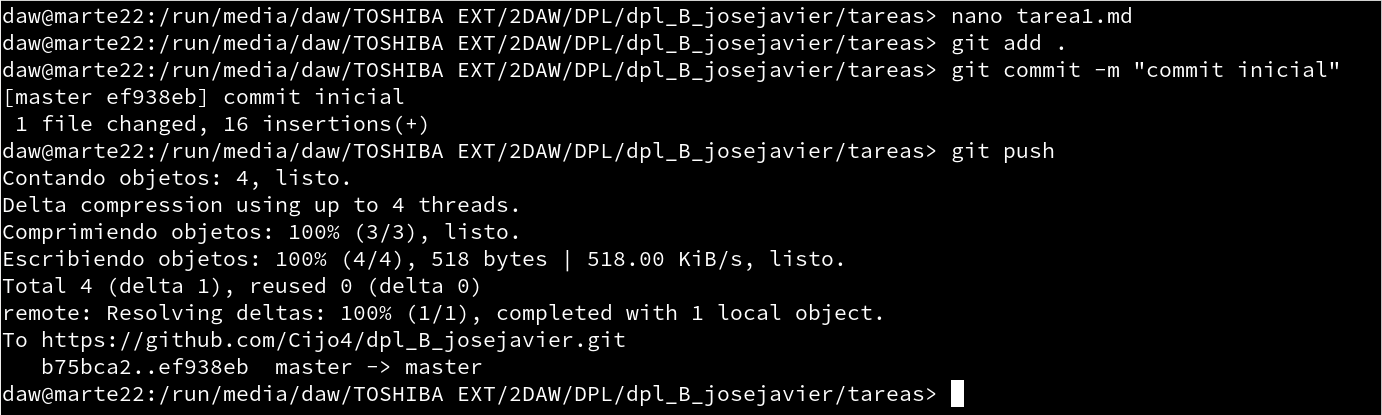 daw@marte22:/run/media/daw/TOSHIBA EXT/2DAW/DPL/dpl_B_josejavier/tareas> nano tarea1.md
daw@marte22:/run/media/daw/TOSHIBA EXT/2DAW/DPL/dpl_B_josejavier/tareas> git add .
daw@marte22:/run/media/daw/TOSHIBA EXT/2DAW/DPL/dpl_B_josejavier/tareas> git commit -m "commit inicial"
[master ef938eb] commit inicial
 1 file changed, 16 insertions(+)
daw@marte22:/run/media/daw/TOSHIBA EXT/2DAW/DPL/dpl_B_josejavier/tareas> git push
Contando objetos: 4, listo.
Delta compression using up to 4 threads.
Comprimiendo objetos: 100% (3/3), listo.
Escribiendo objetos: 100% (4/4), 518 bytes | 518.00 KiB/s, listo.
Total 4 (delta 1), reused 0 (delta 0)
remote: Resolving deltas: 100% (1/1), completed with 1 local object.
To https://github.com/Cijo4/dpl_B_josejavier.git
   b75bca2..ef938eb  master -> master
daw@marte22:/run/media/daw/TOSHIBA EXT/2DAW/DPL/dpl_B_josejavier/tareas>